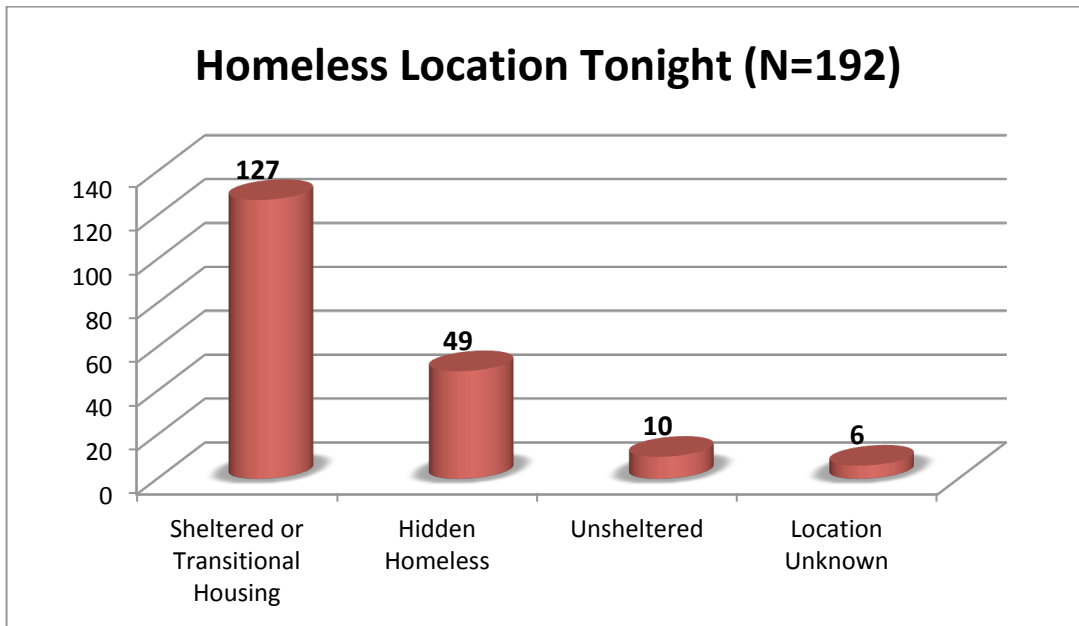 Homeless Location Tonight (N=192)
127
49
10
6
140
120
100
80
60
40
20
0
Sheltered or
Transitional
Housing
Hidden
Homeless
Unsheltered
Location
Unknown